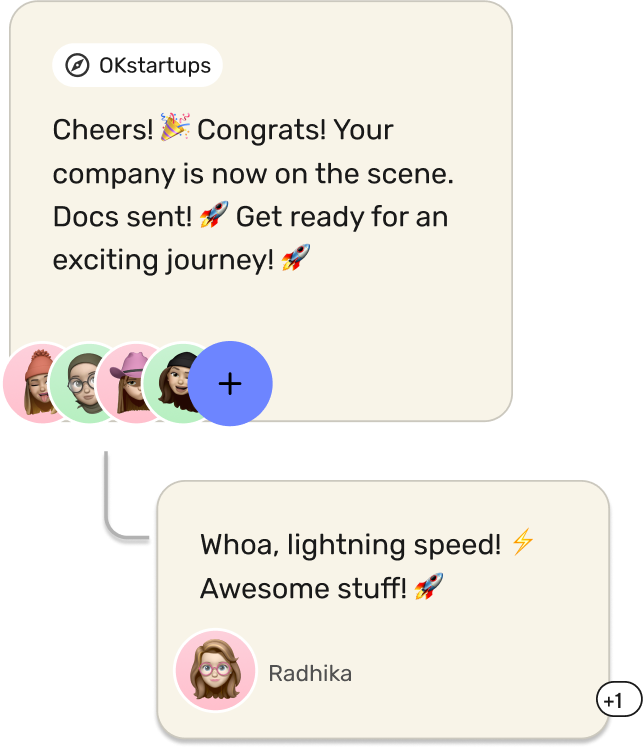 OKstartups
Cheers! 🎉 Congrats! Your
company is now on the scene.
Docs sent! 🚀 Get ready for an
exciting journey! 🚀
+
Whoa, lightning speed! ⚡
Awesome stuff! 🚀
Radhika
+1